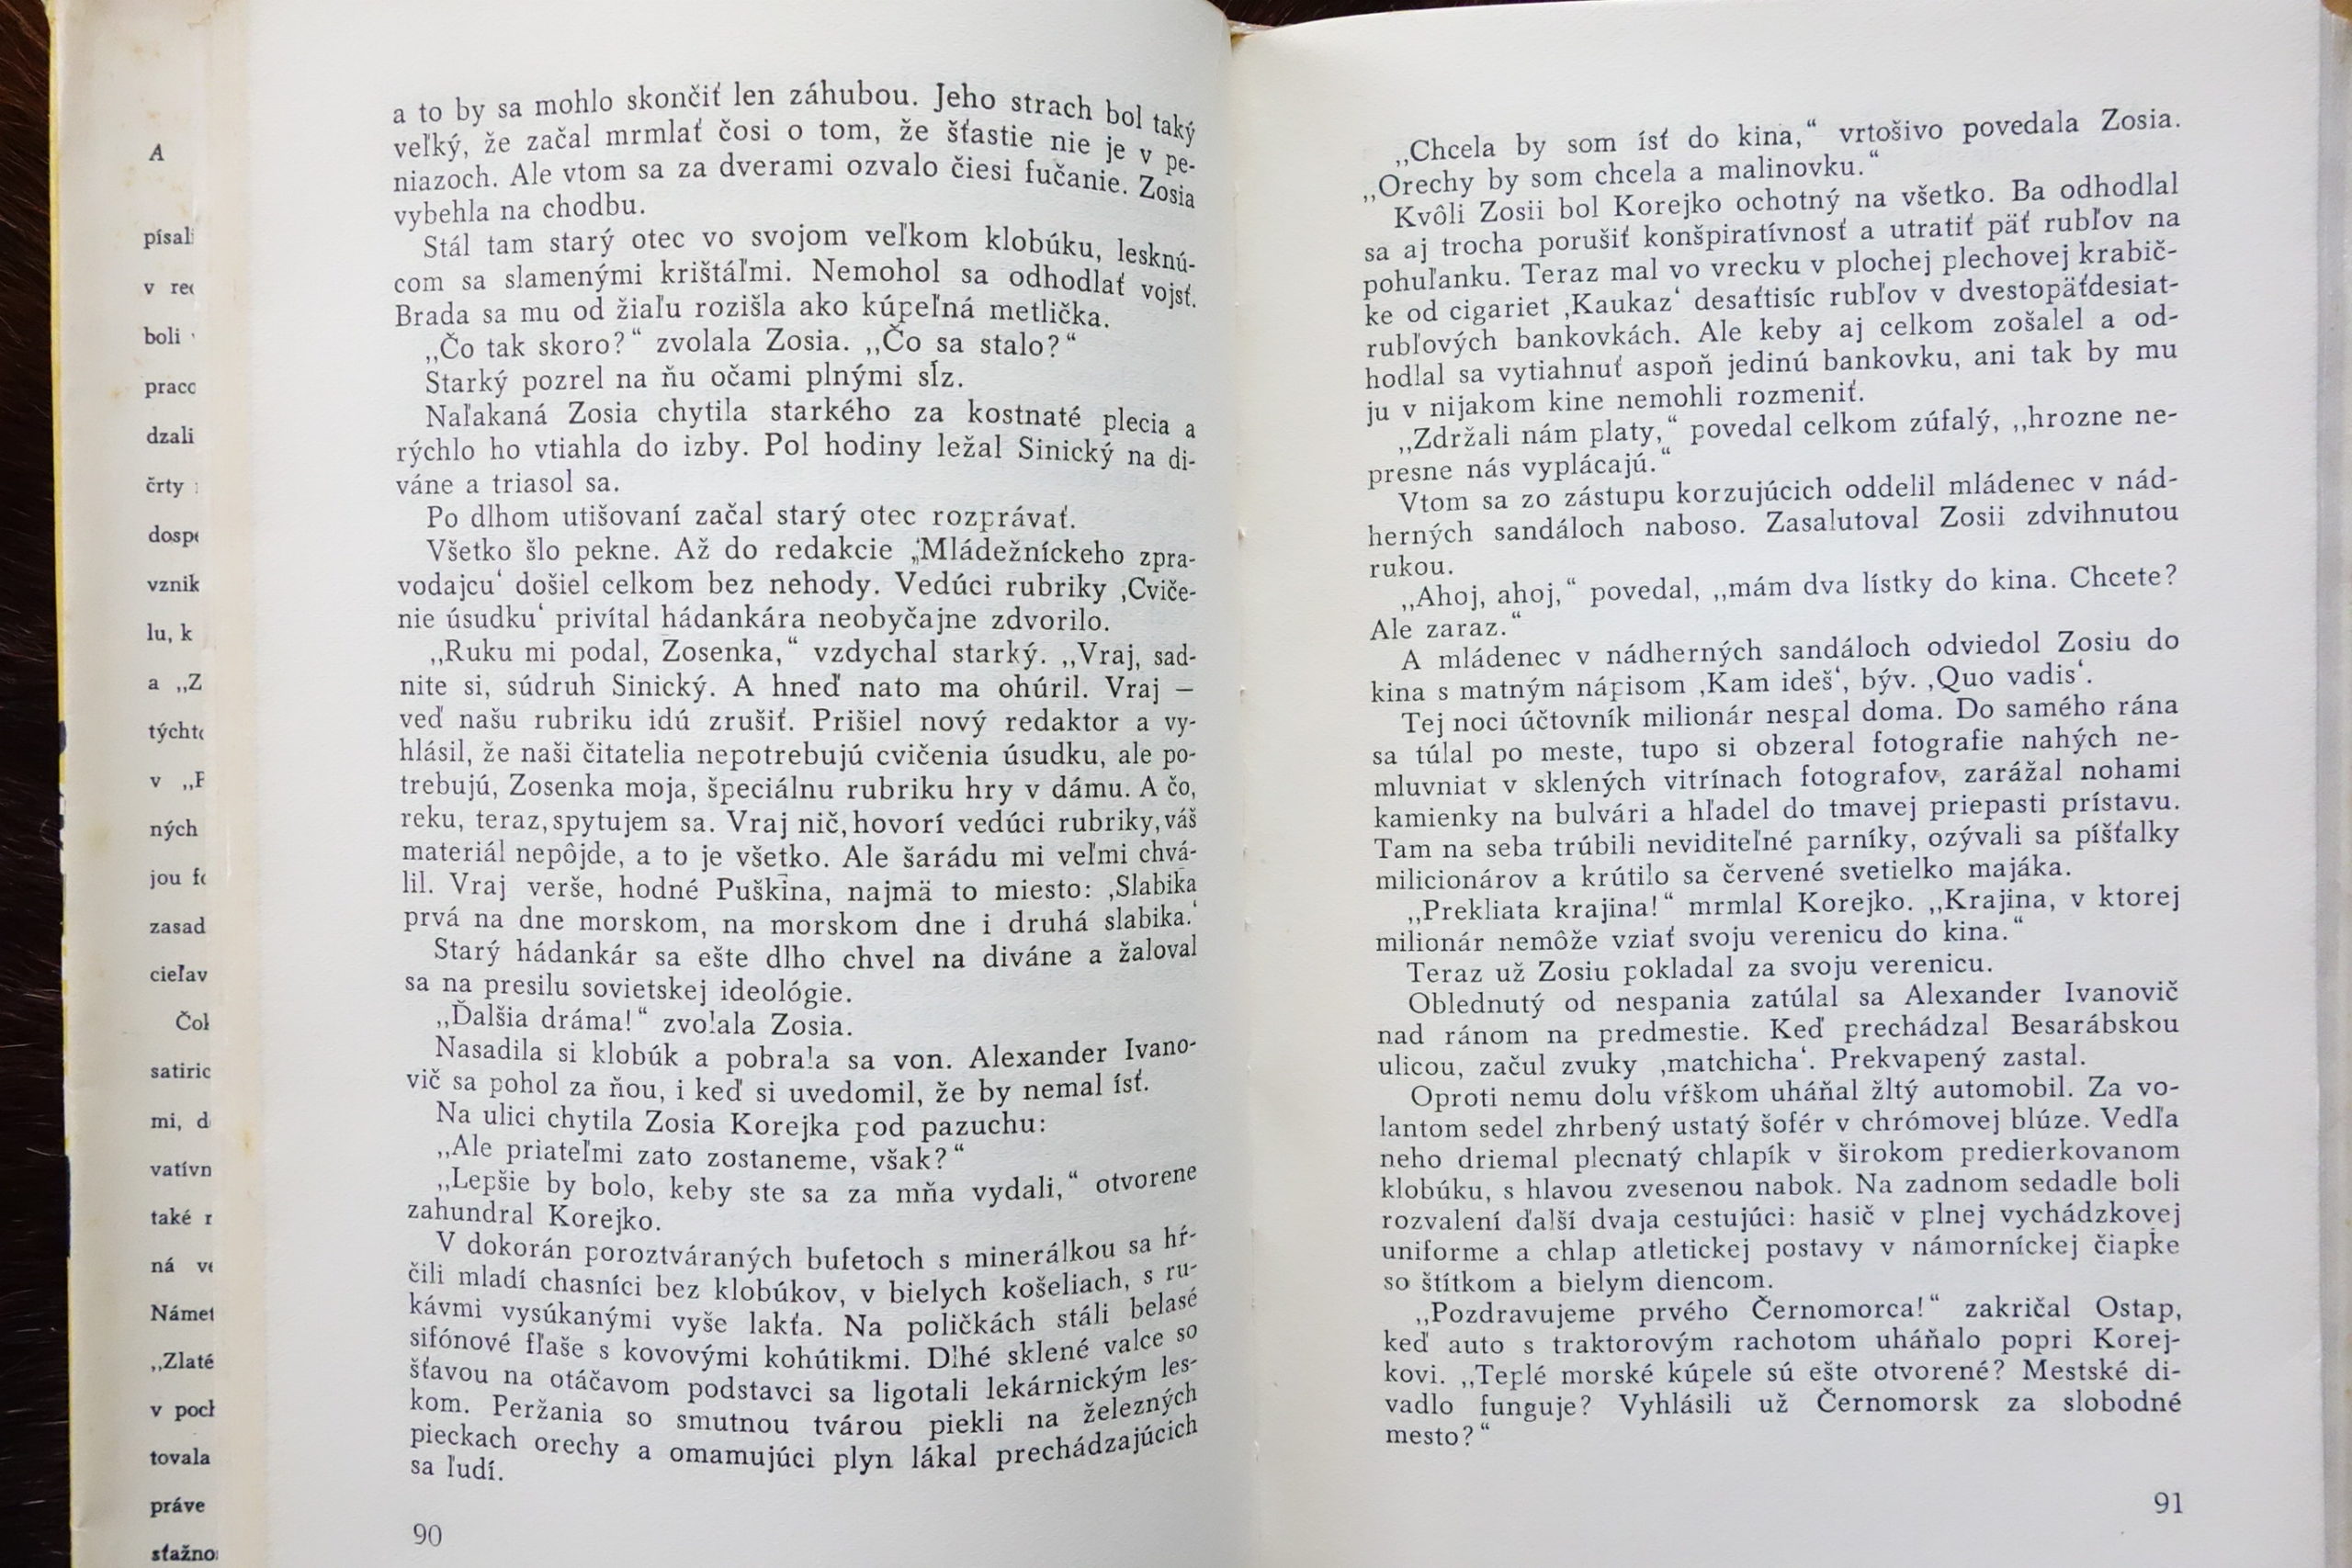 A
písal
v re
boli
prac
dzali
črty
dosp
vznik
lu, k
a „Z
týcht
v „
ných
jou f
zasad
cieľav
Čo
satiric
mi, d
vatívn
také
ná v
Námet
„Zlaté
v poc
tovala
práve
sťažno
a to by sa mohlo skončiť len záhubou. Jeho strach bol taký
veľký, že začal mrmlať čosi o tom, že šťastie nie je v pe-
niazoch. Ale vtom sa za dverami ozvalo čiesi fučanie. Zosia
vybehla na chodbu.
Stál tam starý otec vo svojom veľkom klobúku, lesknú-
com sa slamenými krištáľmi. Nemohol sa odhodlať vojsť.
Brada sa mu od žiaľu rozišla ako kúpeľná metlička.
„Čo tak skoro?“ zvolala Zosia. „Čo sa stalo?“
Starký pozrel na ňu očami plnými sĺz.
Naľakaná Zosia chytila starkého za kostnaté plecia a
rýchlo ho vtiahla do izby. Pol hodiny ležal Sinický na di-
váne a triasol sa.
Po dlhom utišovaní začal starý otec rozprávať.
Všetko šlo pekne. Až do redakcie ‚Mládežníckeho zpra-
vodajcu‘ došiel celkom bez nehody. Vedúci rubriky ‚Cviče-
nie úsudku‘ privítal hádankára neobyčajne zdvorilo.
„Ruku mi podal, Zosenka,“ vzdychal starký. „Vraj, sad-
nite si, súdruh Sinický. A hneď nato ma ohúril. Vraj –
veď našu rubriku idú zrušiť. Prišiel nový redaktor a vy-
hlásil, že naši čitatelia nepotrebujú cvičenia úsudku, ale po-
trebujú, Zosenka moja, špeciálnu rubriku hry v dámu. A čo,
reku, teraz, spytujem sa. Vraj nič, hovorí vedúci rubriky, váš
materiál nepôjde, a to je všetko. Ale šarádu mi veľmi chvá-
lil. Vraj verše, hodné Puškina, najmä to miesto: ‚Slabika
prvá na dne morskom, na morskom dne i druhá slabika.‘
Starý hádankár sa ešte dlho chvel na diváne a žaloval
sa na presilu sovietskej ideológie.
„Ďalšia dráma!“ zvolala Zosia.
Nasadila si klobúk a pobrala sa von. Alexander Ivano-
vič sa pohol za ňou, i keď si uvedomil, že by nemal ísť.
Na ulici chytila Zosia Korejka pod pazuchu:
„Ale priateľmi zato zostaneme, však?“
„Lepšie by bolo, keby ste sa za mňa vydali,“ otvorene
zahundral Korejko.
V dokorán poroztváraných bufetoch s minerálkou sa hŕ-
čili mladí chasníci bez klobúkov, v bielych košeliach, s ru-
kávmi vysúkanými vyše lakťa. Na poličkách stáli belasé
sifónové fľaše s kovovými kohútikmi. Dlhé sklené valce so
šťavou na otáčavom podstavci sa ligotali lekárnickým les-
kom. Peržania so smutnou tvárou piekli na železných
pieckach orechy a omamujúci plyn lákal prechádzajúcich
sa ľudí.
90
„Chcela by som ísť do kina,“ vrtošivo povedala Zosia.
„Orechy by som chcela a malinovku.“
Kvôli Zosii bol Korejko ochotný na všetko. Ba odhodlal
sa aj trocha porušiť konšpiratívnosť a utratiť päť rubľov na
pohuľanku. Teraz mal vo vrecku v plochej plechovej krabič-
ke od cigariet ‚Kaukaz‘ desaťtisíc rubľov v dvestopäťdesiat-
rubľových bankovkách. Ale keby aj celkom zošalel a od-
hodlal sa vytiahnuť aspoň jedinú bankovku, ani tak by mu
ju v nijakom kine nemohli rozmeniť.
„Zdržali nám platy,“ povedal celkom zúfalý, „hrozne ne-
presne nás vyplácajú.“
Vtom sa zo zástupu korzujúcich oddelil mládenec v nád-
herných sandáloch naboso. Zasalutoval Zosii zdvihnutou
rukou.
„Ahoj, ahoj,“ povedal, „mám dva lístky do kina. Chcete?
Ale zaraz.“
A mládenec v nádherných sandáloch odviedol Zosiu do
kina s matným nápisom ‚Kam ideš‘, býv. ‚Quo vadis‘.
Tej noci účtovník milionár nespal doma. Do samého rána
sa túlal po meste, tupo si obzeral fotografie nahých ne-
mluvniat v sklených vitrínach fotografov, zarážal nohami
kamienky na bulvári a hľadel do tmavej priepasti prístavu.
Tam na seba trúbili neviditeľné parníky, ozývali sa píšťalky
milicionárov a krútilo sa červené svetielko majáka.
„Prekliata krajina!“ mrmlal Korejko. „Krajina, v ktorej
milionár nemôže vziať svoju verenicu do kina.“
Teraz už Zosiu pokladal za svoju verenicu.
Oblednutý od nespania zatúlal sa Alexander Ivanovič
nad ránom na predmestie. Keď prechádzal Besarábskou
ulicou, začul zvuky ‚matchicha‘. Prekvapený zastal.
Oproti nemu dolu vŕškom uháňal žltý automobil. Za vo-
lantom sedel zhrbený ustatý šofér v chrómovej blúze. Vedľa
neho driemal plecnatý chlapík v širokom predierkovanom
klobúku, s hlavou zvesenou nabok. Na zadnom sedadle boli
rozvalení ďalší dvaja cestujúci: hasič v plnej vychádzkovej
uniforme a chlap atletickej postavy v námorníckej čiapke
so štítkom a bielym diencom.
„Pozdravujeme prvého Černomorca!“ zakričal Ostap,
keď auto s traktorovým rachotom uháňalo popri Korej-
kovi. „Teplé morské kúpele sú ešte otvorené? Mestské di-
vadlo funguje? Vyhlásili už Černomorsk za slobodné
mesto?“
91